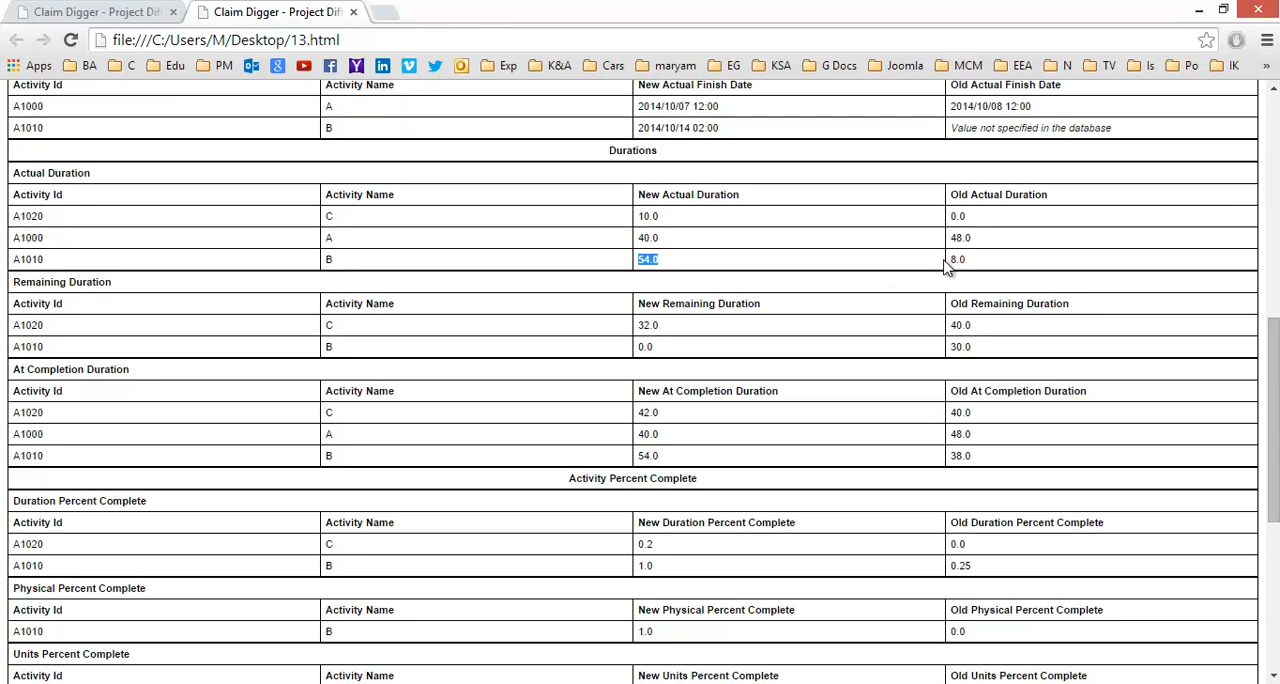 Claim Digger - Project Dif ×
Claim Digger - Project Dif ×
file:///C:/Users/M/Desktop/13.html
Apps BA C Edu PM Exp K&A Cars maryam EG KSA G Docs Joomla MCM EEA N TV Is Po IK »
Activity Id Activity Name New Actual Finish Date Old Actual Finish Date
A1000 A 2014/10/07 12:00 2014/10/08 12:00
A1010 B 2014/10/14 02:00 Value not specified in the database
Durations
Actual Duration
Activity Id Activity Name New Actual Duration Old Actual Duration
A1020 C 10.0 0.0
A1000 A 40.0 48.0
A1010 B 54.0 8.0
Remaining Duration
Activity Id Activity Name New Remaining Duration Old Remaining Duration
A1020 C 32.0 40.0
A1010 B 0.0 30.0
At Completion Duration
Activity Id Activity Name New At Completion Duration Old At Completion Duration
A1020 C 42.0 40.0
A1000 A 40.0 48.0
A1010 B 54.0 38.0
Activity Percent Complete
Duration Percent Complete
Activity Id Activity Name New Duration Percent Complete Old Duration Percent Complete
A1020 C 0.2 0.0
A1010 B 1.0 0.25
Physical Percent Complete
Activity Id Activity Name New Physical Percent Complete Old Physical Percent Complete
A1010 B 1.0 0.0
Units Percent Complete
Activity Id Activity Name New Units Percent Complete Old Units Percent Complete